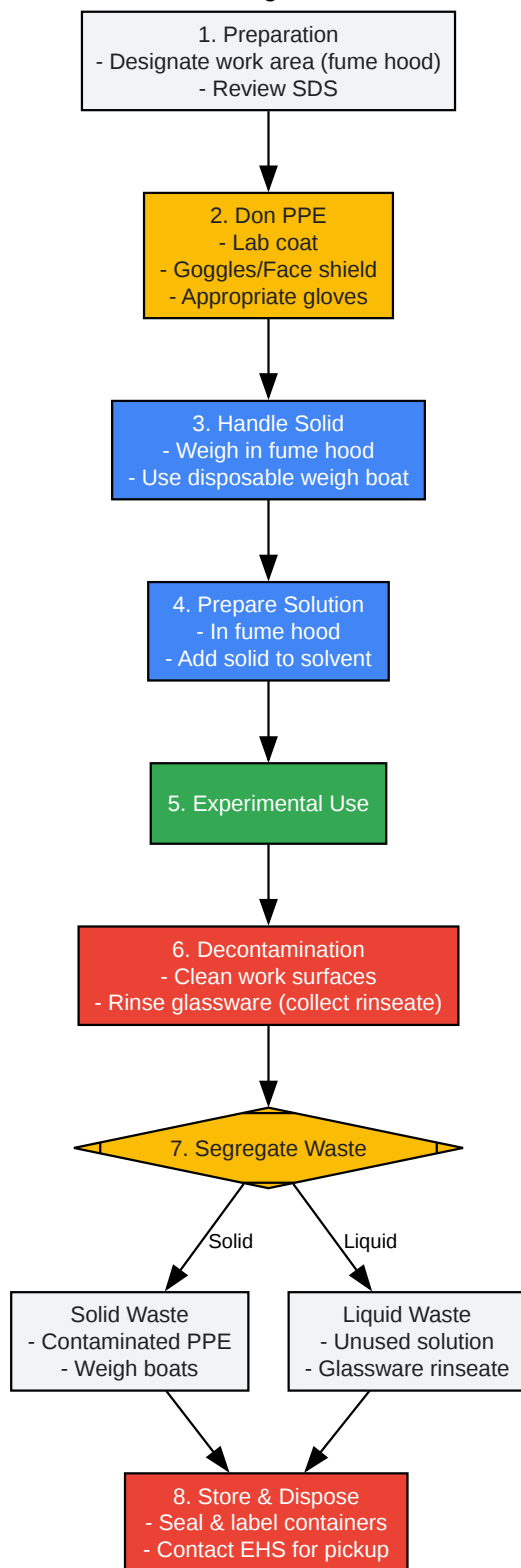 1. Preparation
- Designate work area (fume hood)
- Review SDS
2. Don PPE
- Lab coat
- Goggles/Face shield
- Appropriate gloves
3. Handle Solid
- Weigh in fume hood
- Use disposable weigh boat
4. Prepare Solution
- In fume hood
- Add solid to solvent
5. Experimental Use
6. Decontamination
- Clean work surfaces
- Rinse glassware (collect rinseate)
7. Segregate Waste
Solid
Liquid
Solid Waste
- Contaminated PPE
- Weigh boats
Liquid Waste
- Unused solution
- Glassware rinseate
8. Store & Dispose
- Seal & label containers
- Contact EHS for pickup